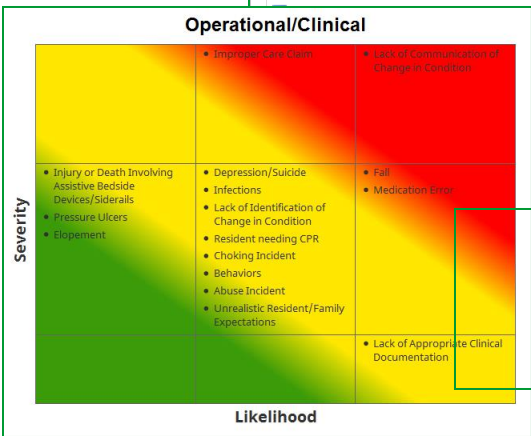 Operational/Clinical
Improper Care Claim
Lack of Communication of
Change in Condition
Severity
Injury or Death Involving
Assistive Bedside
Devices/Siderails
Pressure Ulcers
Elopement
Depression/Suicide
Infections
Lack of Identification of
Change in Condition
Resident needing CPR
Choking Incident
Behaviors
Abuse Incident
Unrealistic Resident/Family
Expectations
Fall
Medication Error
Lack of Appropriate Clinical
Documentation
Likelihood